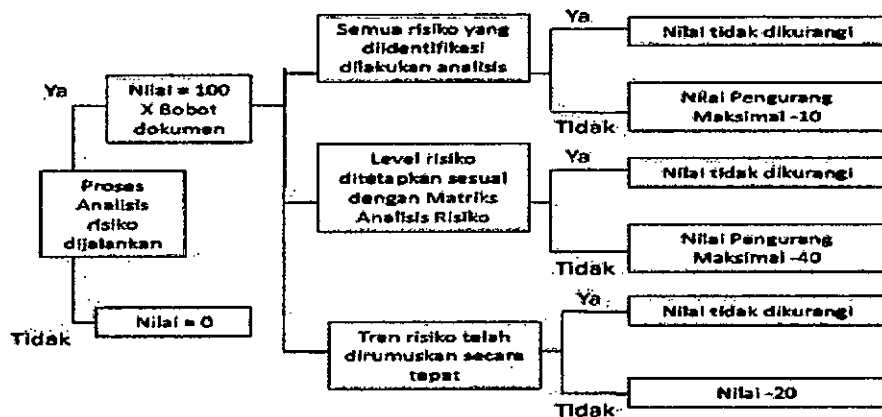 Ya
Nilai = 100
X Bobot
dokumen
Proses
Analisis
risiko
dijalankan
Tidak
Nilai = 0
Semua risiko yang
diidentifikasi
dilakukan analisis
Ya
Nilai tidak dikurangi
Tidak
Nilai Pengurang
Maksimal -10
Level risiko
ditetapkan sesuai
dengan Matriks
Analisis Risiko
Ya
Nilai tidak dikurangi
Tidak
Nilai Pengurang
Maksimal -40
Tren risiko telah
dirumuskan secara
tepat
Ya
Nilai tidak dikurangi
Tidak
Nilai -20